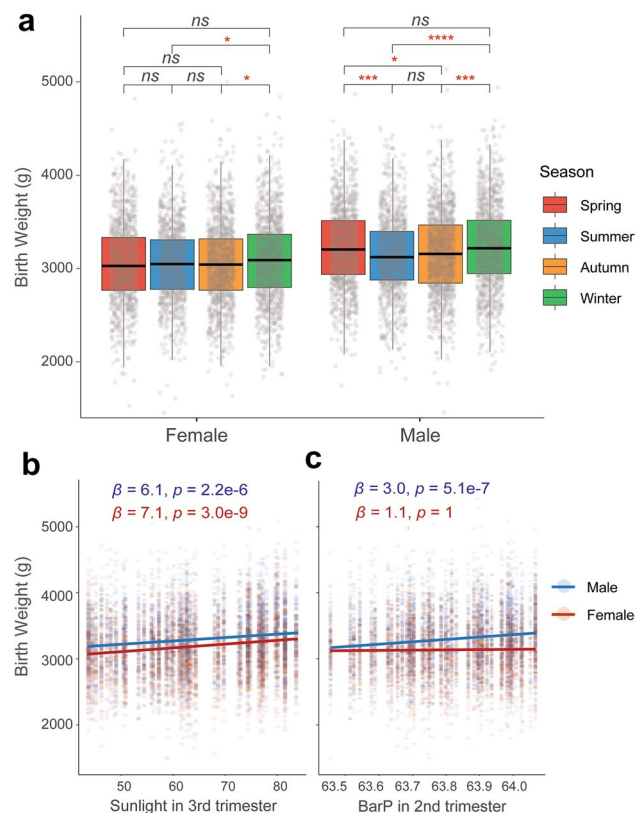 a
ns
*
ns
ns
ns
*
ns
****
*
***
ns
***
Birth Weight (g)
5000
4000
3000
2000
Female
Male
Season
Spring
Summer
Autumn
Winter
b
β = 6.1, p = 2.2e-6
β = 7.1, p = 3.0e-9
Birth Weight (g)
5000
4000
3000
2000
50 60 70 80
Sunlight in 3rd trimester
c
β = 3.0, p = 5.1e-7
β = 1.1, p = 1
63.5 63.6 63.7 63.8 63.9 64.0
BarP in 2nd trimester
Male
Female